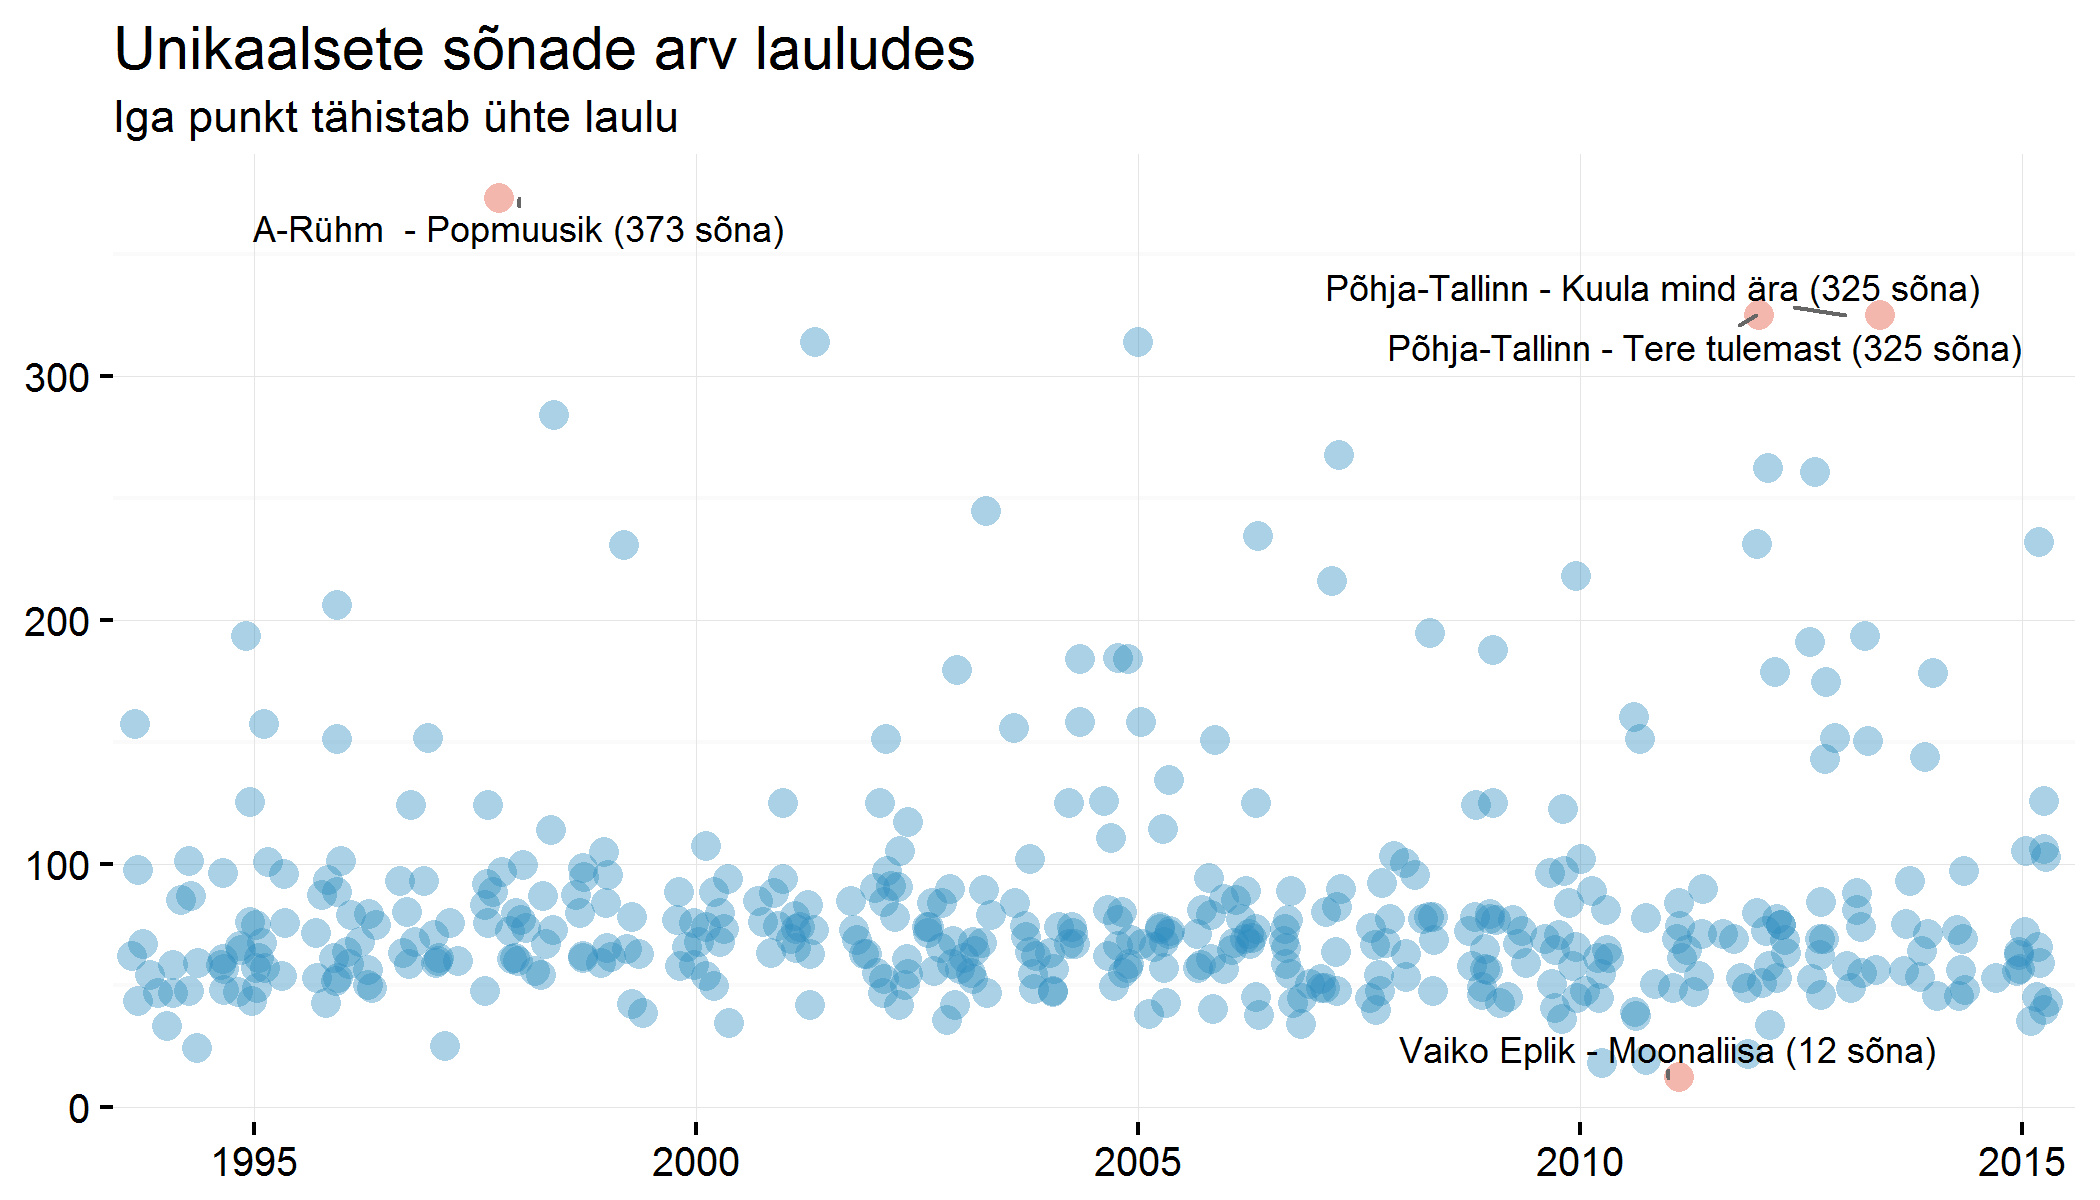 Unikaalsete sõnade arv lauludes
Iga punkt tähistab ühte laulu
A-Rühm  - Popmuusik (373 sõna)
Põhja-Tallinn - Kuula mind ära (325 sõna)
Põhja-Tallinn - Tere tulemast (325 sõna)
300
200
100
Vaiko Eplik - Moonaliisa (12 sõna)
0
1995 2000 2005 2010 2015